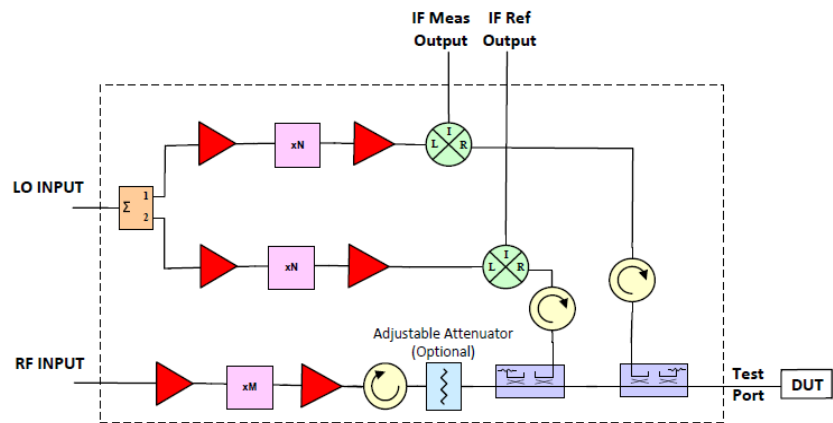 IF Meas
Output
IF Ref
Output
LO INPUT
Σ
1
2
xN
L
I
R
xN
L
I
R
Adjustable Attenuator
(Optional)
RF INPUT
xM
Test
Port
DUT